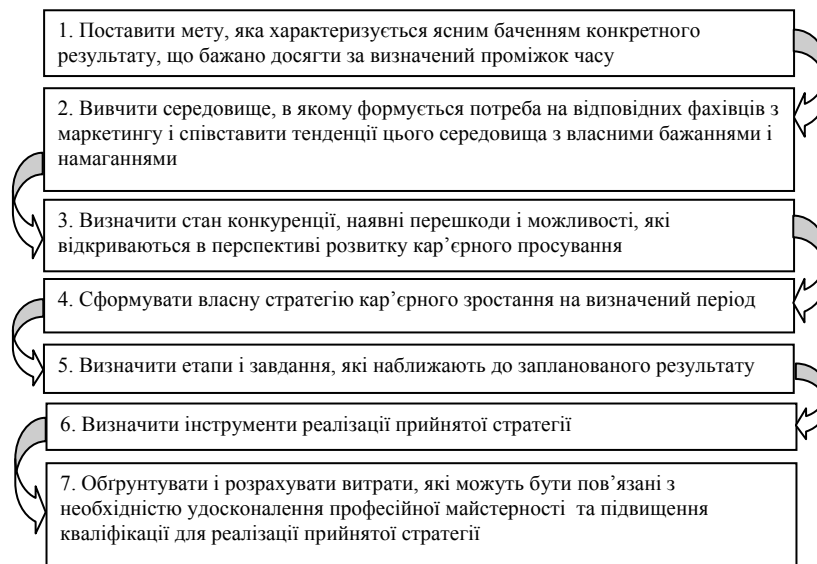 1. Поставити мету, яка характеризується ясним баченням конкретного
результату, що бажано досягти за визначений проміжок часу
2. Вивчити середовище, в якому формується потреба на відповідних фахівців з
маркетингу і співставити тенденції цього середовища з власними бажаннями і
намаганнями
3. Визначити стан конкуренції, наявні перешкоди і можливості, які
відкриваються в перспективі розвитку кар’єрного просування
4. Сформувати власну стратегію кар’єрного зростання на визначений період
5. Визначити етапи і завдання, які наближають до запланованого результату
6. Визначити інструменти реалізації прийнятої стратегії
7. Обґрунтувати і розрахувати витрати, які можуть бути пов’язані з
необхідністю удосконалення професійної майстерності та підвищення
кваліфікації для реалізації прийнятої стратегії